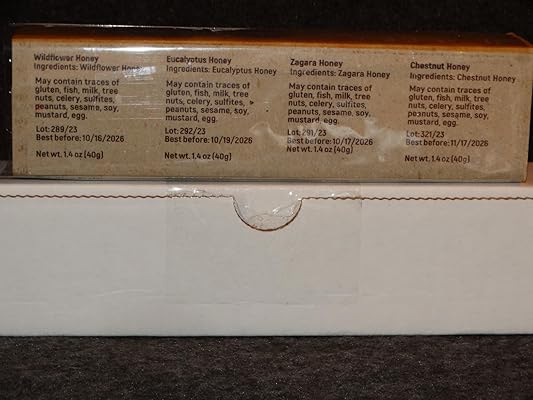 Wildflower Honey
Ingredients: Wildflower Honey
May contain traces of
gluten, fish, milk, tree
nuts, celery, sulfites,
peanuts, sesame, soy,
mustard, egg.
Lot: 289/23
Best before: 10/16/2026
Net wt. 1.4 oz (40g)
Eucalyptus Honey
Ingredients: Eucalyptus Honey
May contain traces of
gluten, fish, milk, tree
nuts, celery, sulfites,
peanuts, sesame, soy,
mustard, egg.
Lot: 292/23
Best before: 10/19/2026
Net wt. 1.4 oz (40g)
Zagara Honey
Ingredients: Zagara Honey
May contain traces of
gluten, fish, milk, tree
nuts, celery, sulfites,
peanuts, sesame, soy,
mustard, egg.
Lot: 291/23
Best before: 10/17/2026
Net wt. 1.4 oz (40g)
Chestnut Honey
Ingredients: Chestnut Honey
May contain traces of
gluten, fish, milk, tree
nuts, celery, sulfites,
peanuts, sesame, soy,
mustard, egg.
Lot: 321/23
Best before: 11/17/2026
Net wt. 1.4 oz (40g)